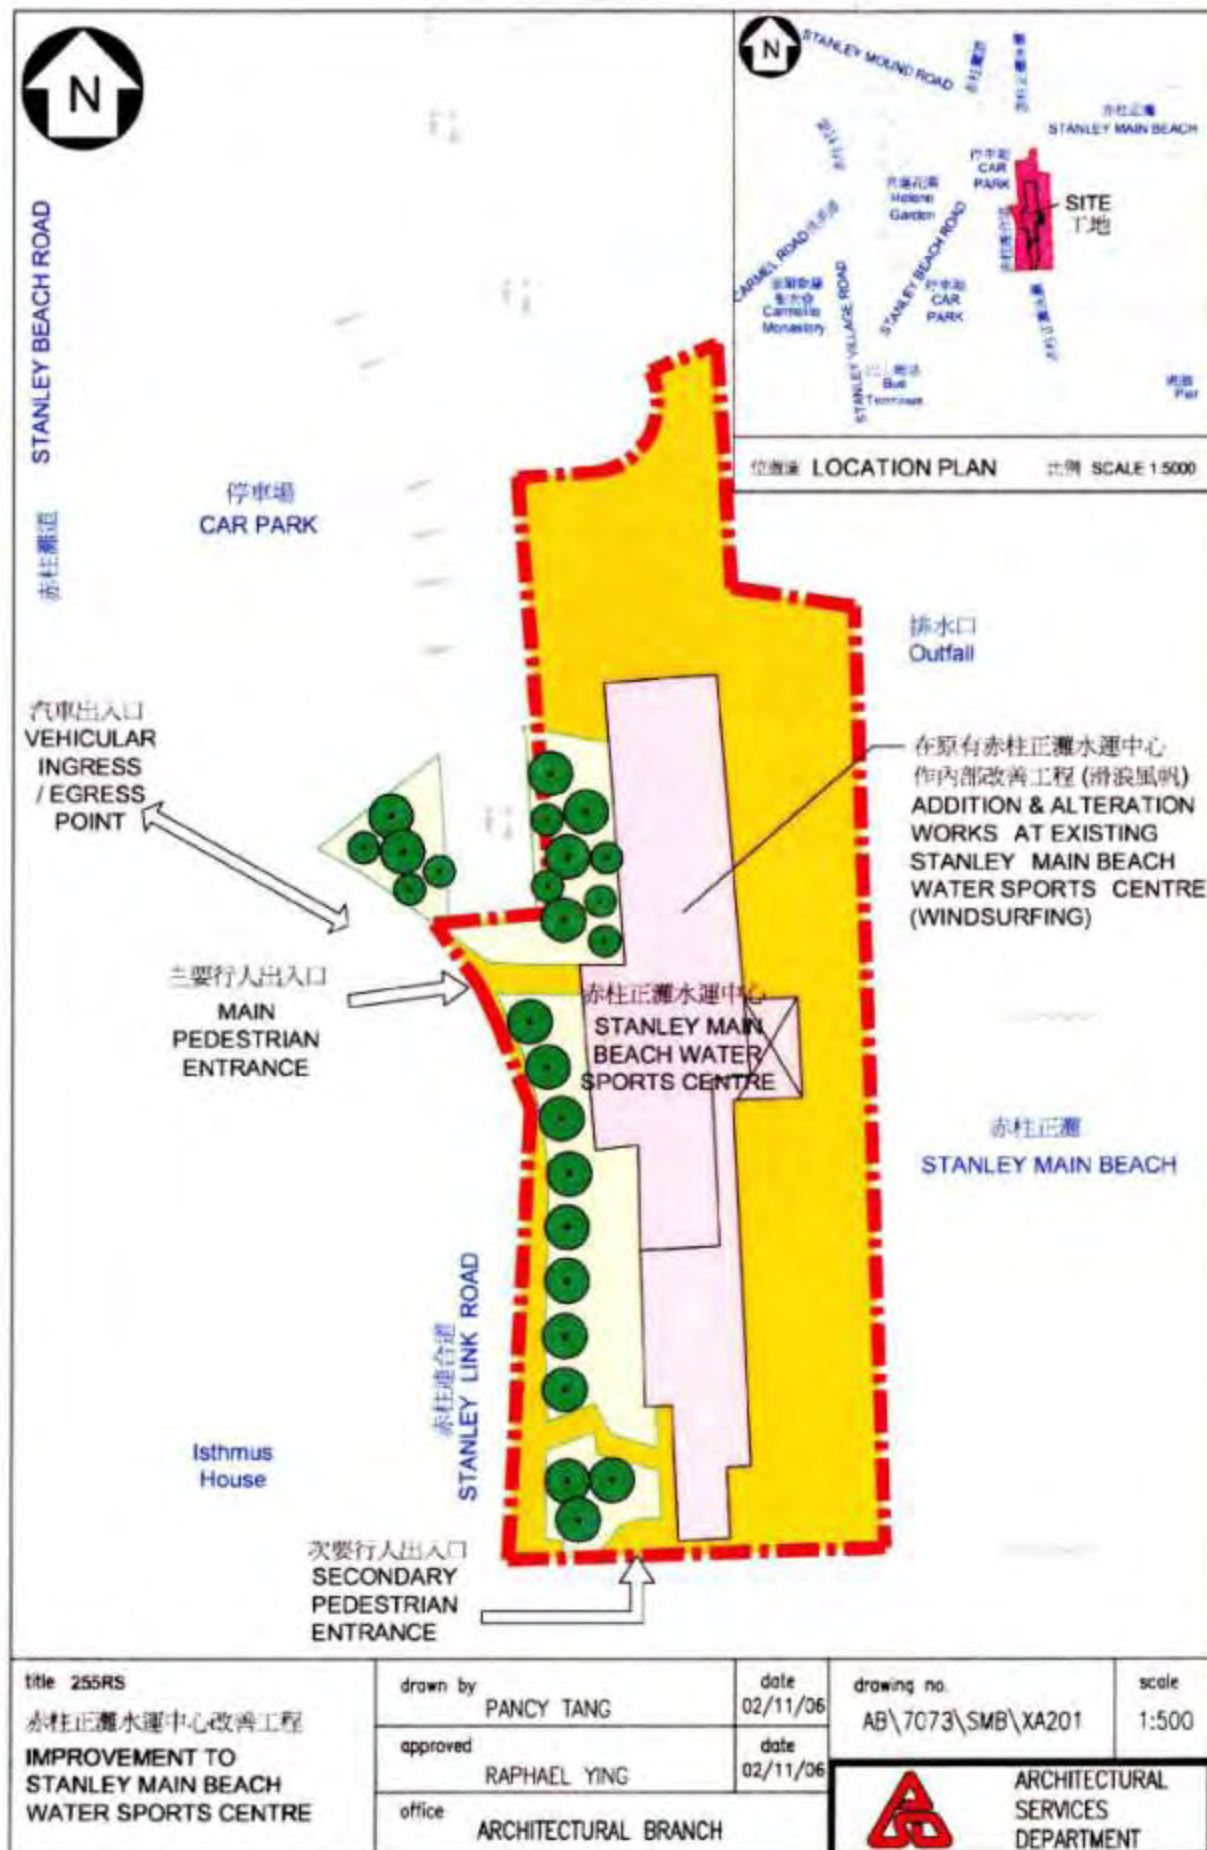 N
STANLEY BEACH ROAD
赤柱灘道
停車場
CAR PARK
N
STANLEY MOUND ROAD
赤柱正灘
STANLEY MAIN BEACH
停車場
CAR
PARK
SITE
工地
Helene
Garden
CARMEL ROAD
STANLEY BEACH ROAD
STANLEY VILLAGE ROAD
Carmelite
Monastery
停車場
CAR
PARK
Bus
Terminus
碼頭
Pier
位置圖 LOCATION PLAN
比例 SCALE 1:5000
排水口
Outfall
汽車出入口
VEHICULAR
INGRESS
/ EGRESS
POINT
在原有赤柱正灘水運中心
作內部改善工程 (滑浪風帆)
ADDITION & ALTERATION
WORKS AT EXISTING
STANLEY MAIN BEACH
WATER SPORTS CENTRE
(WINDSURFING)
主要行人出入口
MAIN
PEDESTRIAN
ENTRANCE
赤柱正灘水運中心
STANLEY MAIN
BEACH WATER
SPORTS CENTRE
赤柱正灘
STANLEY MAIN BEACH
赤柱連合道
STANLEY LINK ROAD
Isthmus
House
次要行人出入口
SECONDARY
PEDESTRIAN
ENTRANCE
title 255RS
赤柱正灘水運中心改善工程
IMPROVEMENT TO
STANLEY MAIN BEACH
WATER SPORTS CENTRE
drawn by
PANCY TANG
date
02/11/06
approved
RAPHAEL YING
date
02/11/06
office
ARCHITECTURAL BRANCH
drawing no.
AB\7073\SMB\XA201
scale
1:500
ARCHITECTURAL
SERVICES
DEPARTMENT